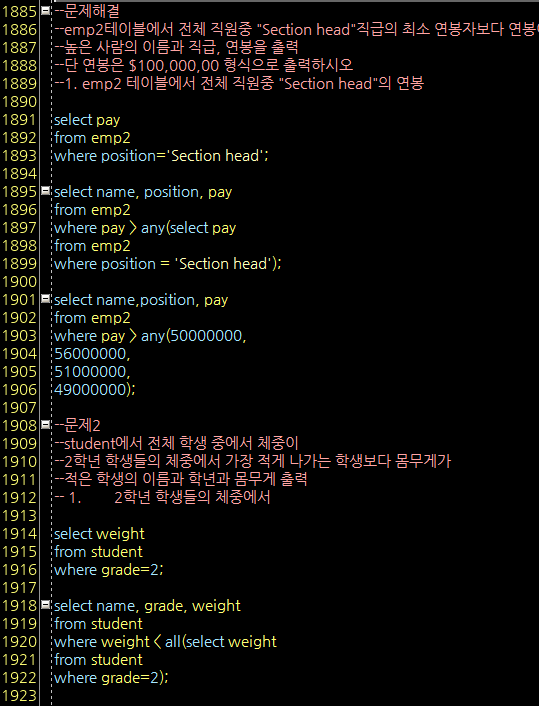 1885 --문제해결
1886 --emp2테이블에서 전체 직원중 "Section head"직급의 최소 연봉자보다 연봉이
1887 --높은 사람의 이름과 직급, 연봉을 출력
1888 --단 연봉은 $100,000,00 형식으로 출력하시오
1889 --1. emp2 테이블에서 전체 직원중 "Section head"의 연봉
1890
1891 select pay
1892 from emp2
1893 where position='Section head';
1894
1895 select name, position, pay
1896 from emp2
1897 where pay > any(select pay
1898 from emp2
1899 where position = 'Section head');
1900
1901 select name,position, pay
1902 from emp2
1903 where pay > any(50000000,
1904 56000000,
1905 51000000,
1906 49000000);
1907
1908 --문제2
1909 --student에서 전체 학생 중에서 체중이
1910 --2학년 학생들의 체중에서 가장 적게 나가는 학생보다 몸무게가
1911 --적은 학생의 이름과 학년과 몸무게 출력
1912 -- 1. 2학년 학생들의 체중에서
1913
1914 select weight
1915 from student
1916 where grade=2;
1917
1918 select name, grade, weight
1919 from student
1920 where weight < all(select weight
1921 from student
1922 where grade=2);
1923